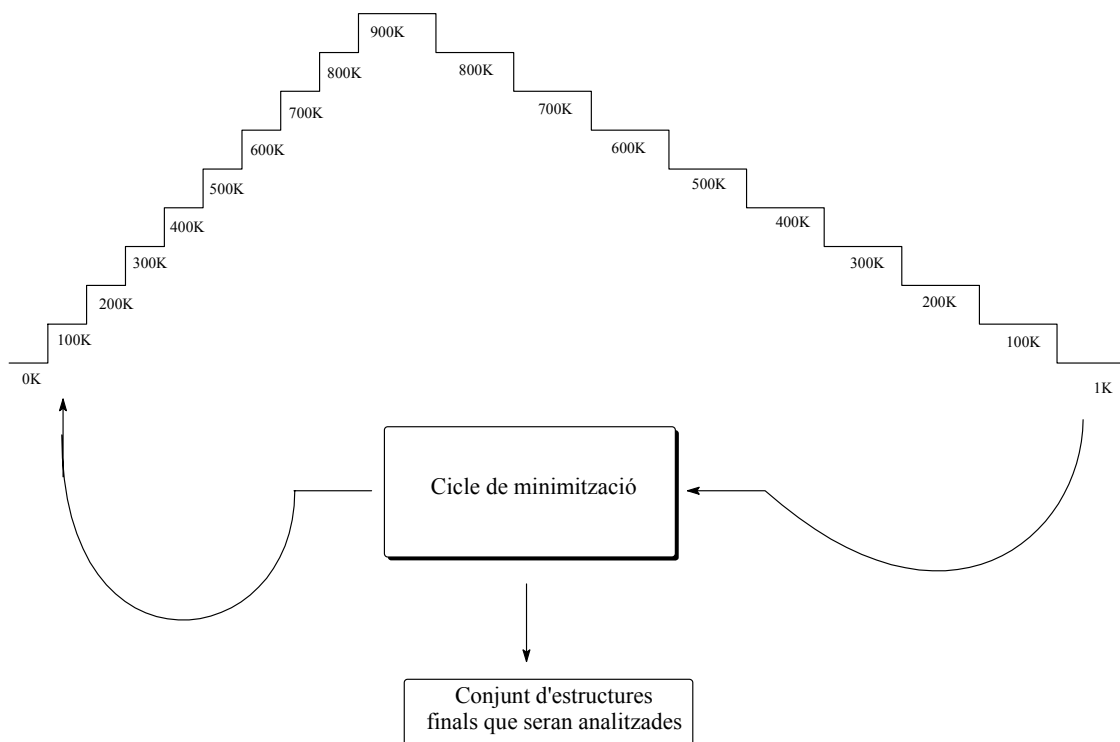 900K
800K
800K
700K
700K
600K
600K
500K
500K
400K
400K
300K
300K
200K
200K
100K
100K
0K
1K
Cicle de minimització
Conjunt d'estructures
finals que seran analitzades